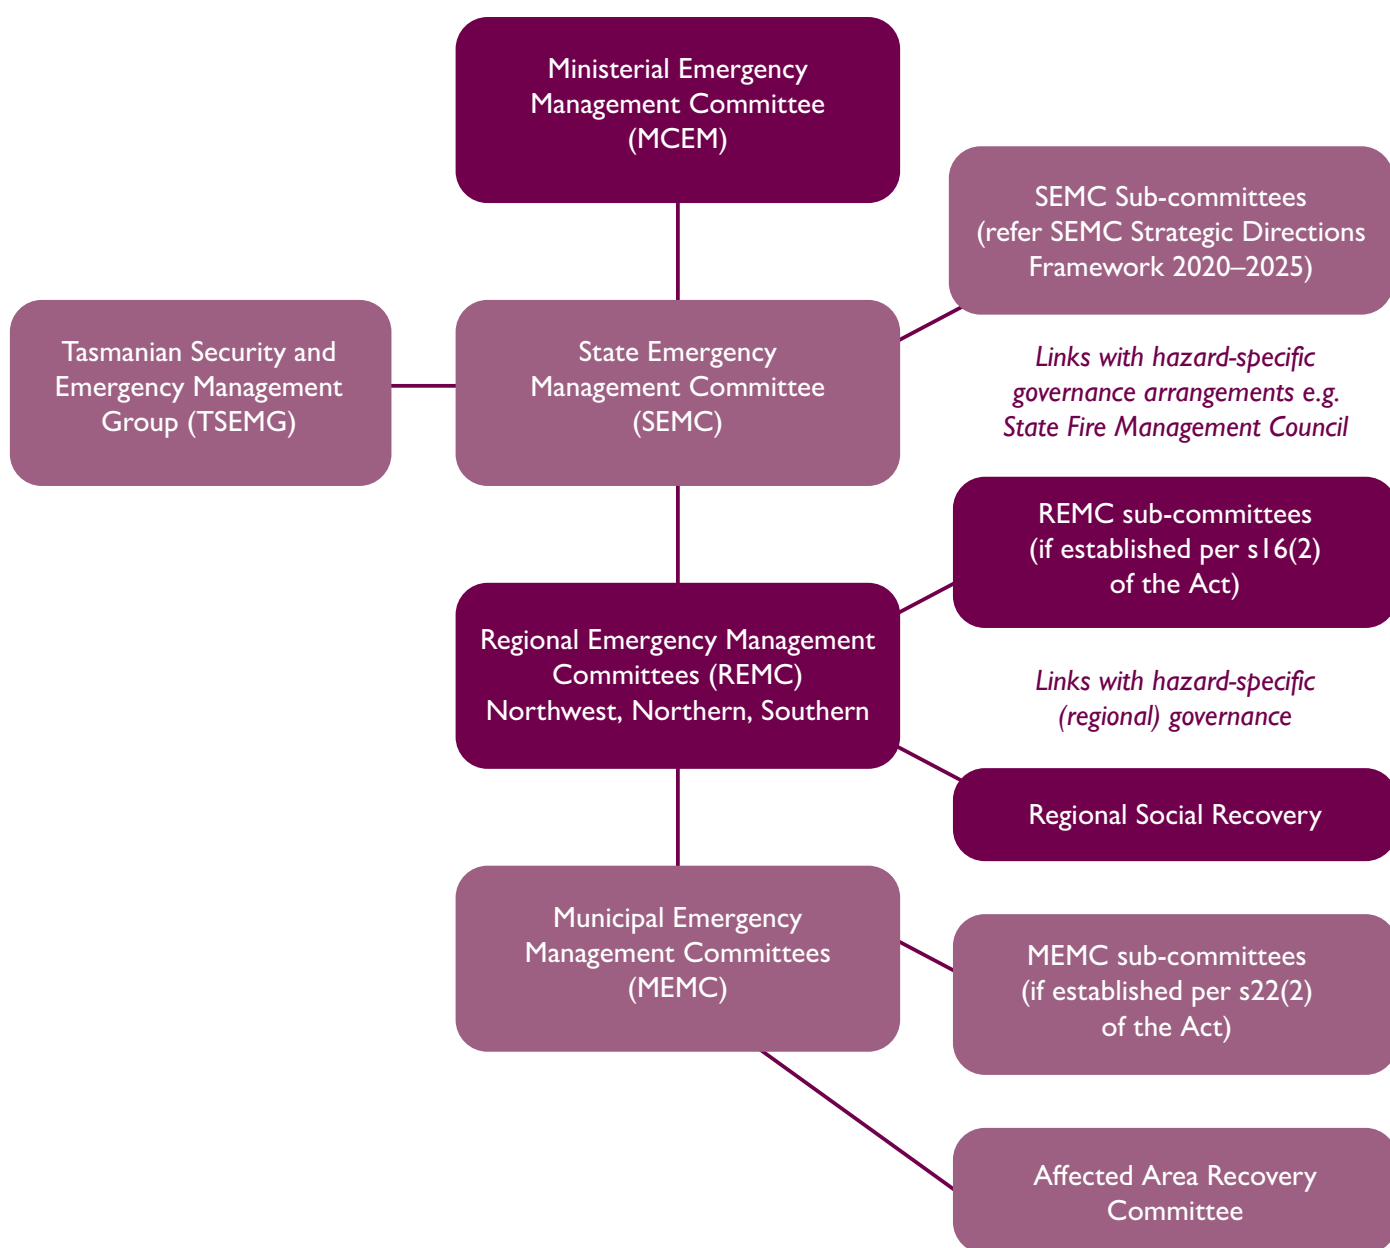 Ministerial Emergency
Management Committee
(MCEM)
SEMC Sub-committees
(refer SEMC Strategic Directions
Framework 2020–2025)
Tasmanian Security and
Emergency Management
Group (TSEMG)
State Emergency
Management Committee
(SEMC)
Links with hazard-specific
governance arrangements e.g.
State Fire Management Council
REMC sub-committees
(if established per s16(2)
of the Act)
Regional Emergency Management
Committees (REMC)
Northwest, Northern, Southern
Links with hazard-specific
(regional) governance
Regional Social Recovery
Municipal Emergency
Management Committees
(MEMC)
MEMC sub-committees
(if established per s22(2)
of the Act)
Affected Area Recovery
Committee